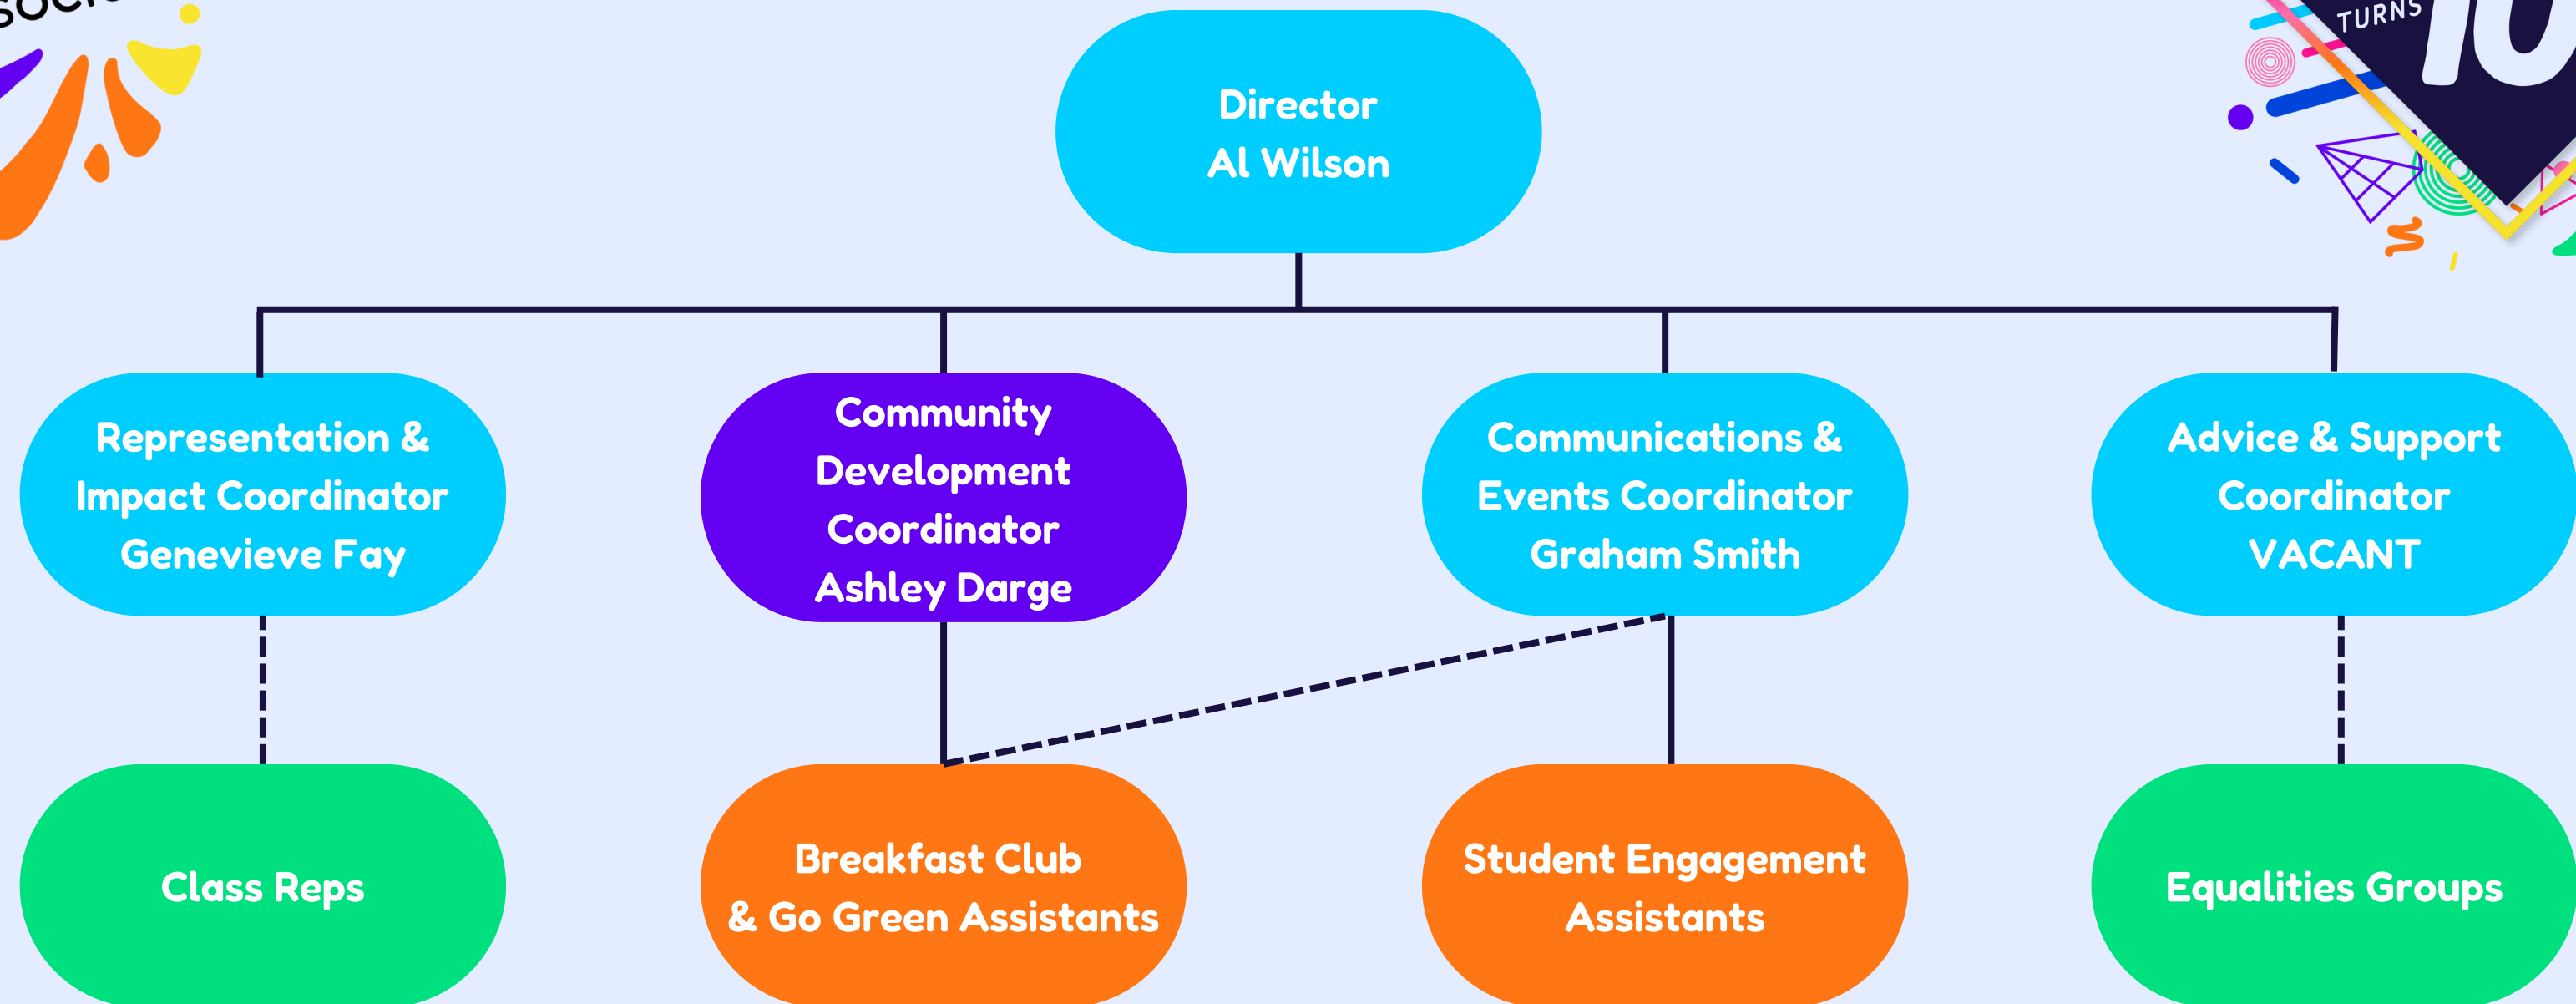 TURNS
10
Director
Al Wilson
Representation &
Impact Coordinator
Genevieve Fay
Community
Development
Coordinator
Ashley Darge
Communications &
Events Coordinator
Graham Smith
Advice & Support
Coordinator
VACANT
Class Reps
Breakfast Club
& Go Green Assistants
Student Engagement
Assistants
Equalities Groups